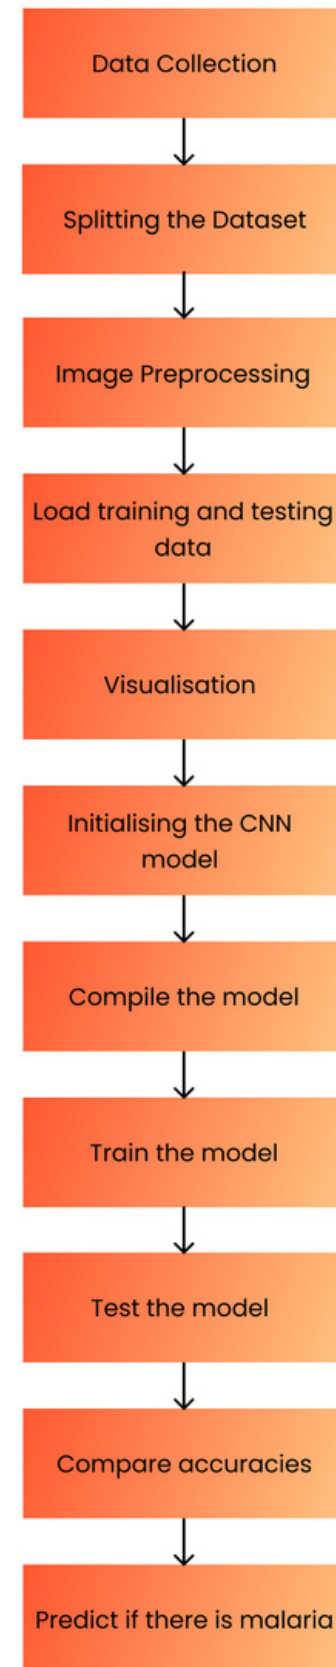 Data Collection
Splitting the Dataset
Image Preprocessing
Load training and testing
data
Visualisation
Initialising the CNN
model
Compile the model
Train the model
Test the model
Compare accuracies
Predict if there is malaria